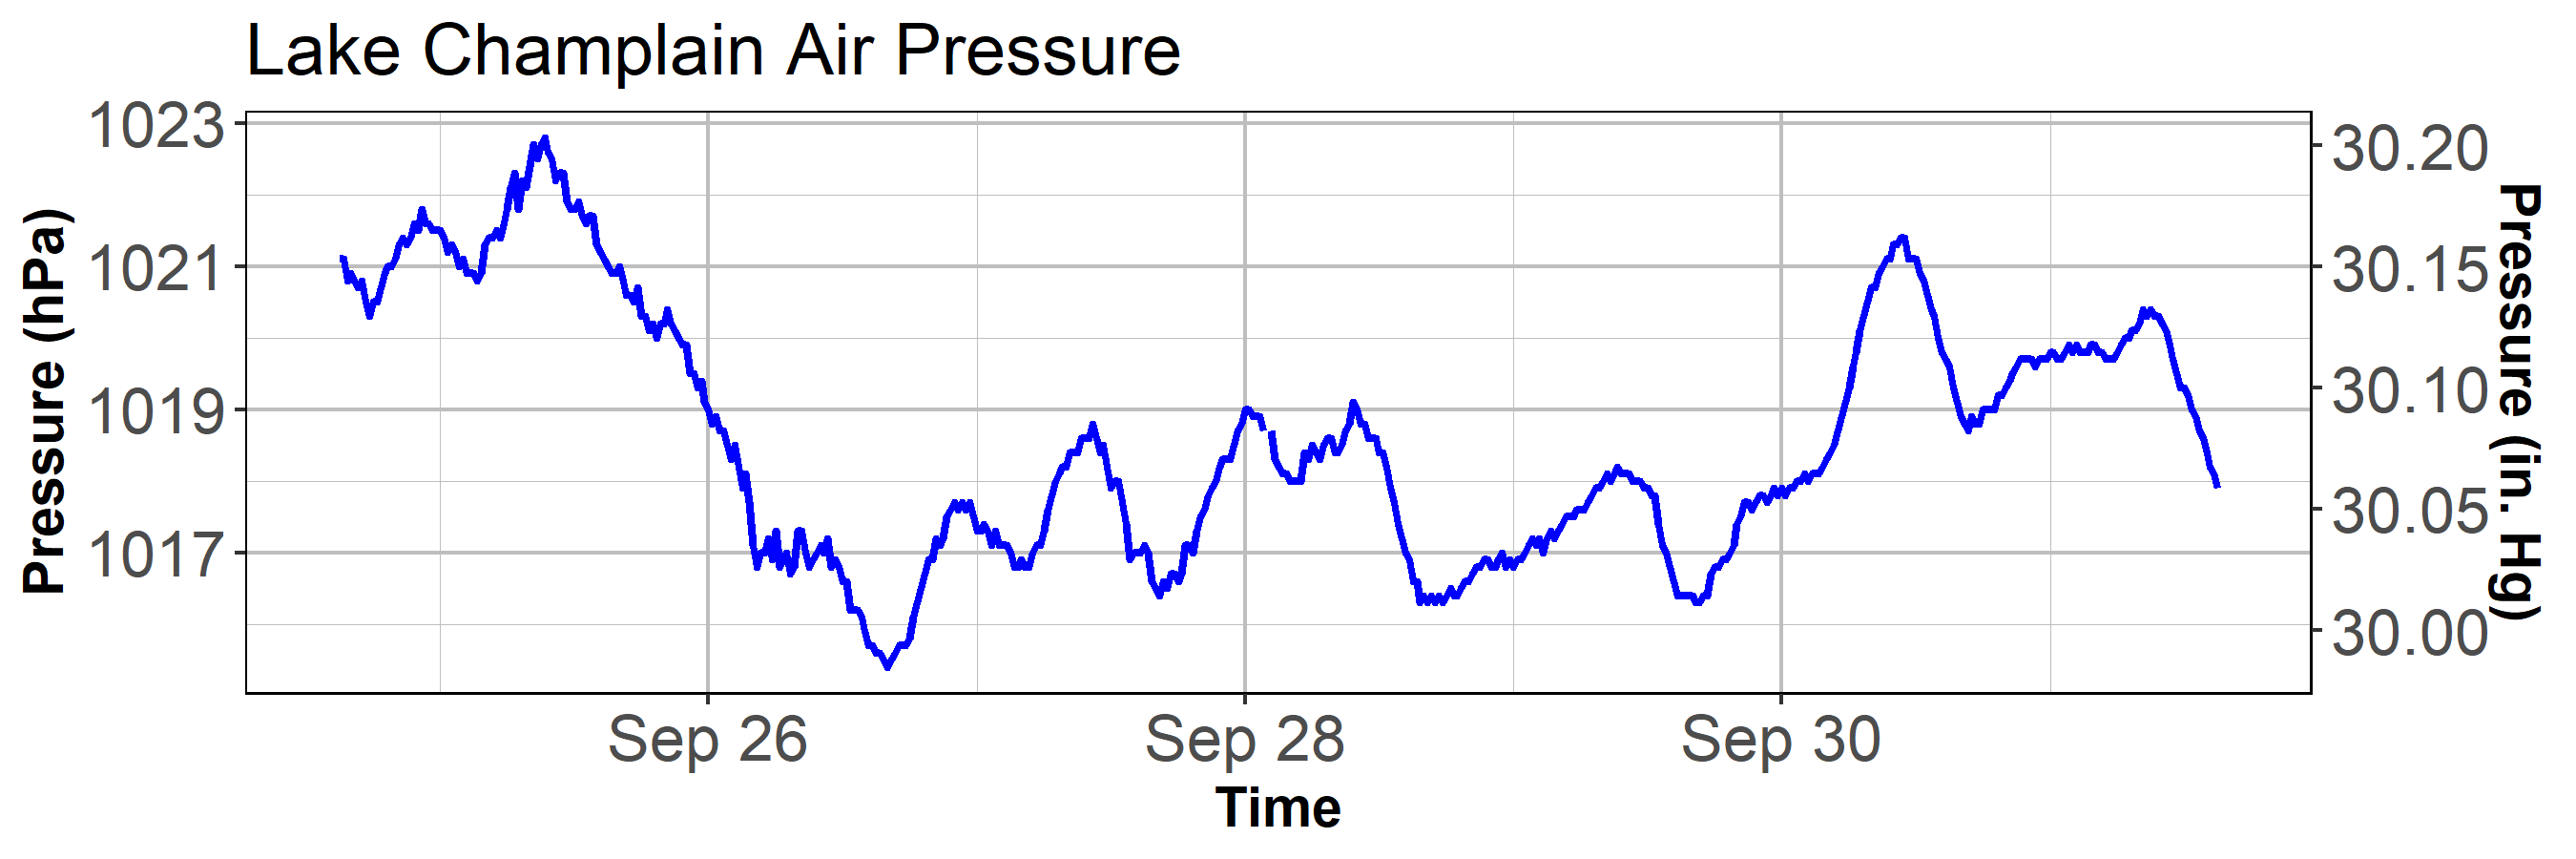 Lake Champlain Air Pressure
1023
1021
1019
1017
Pressure (hPa)
30.20
30.15
30.10
30.05
30.00
Pressure (in. Hg)
Sep 26
Sep 28
Sep 30
Time